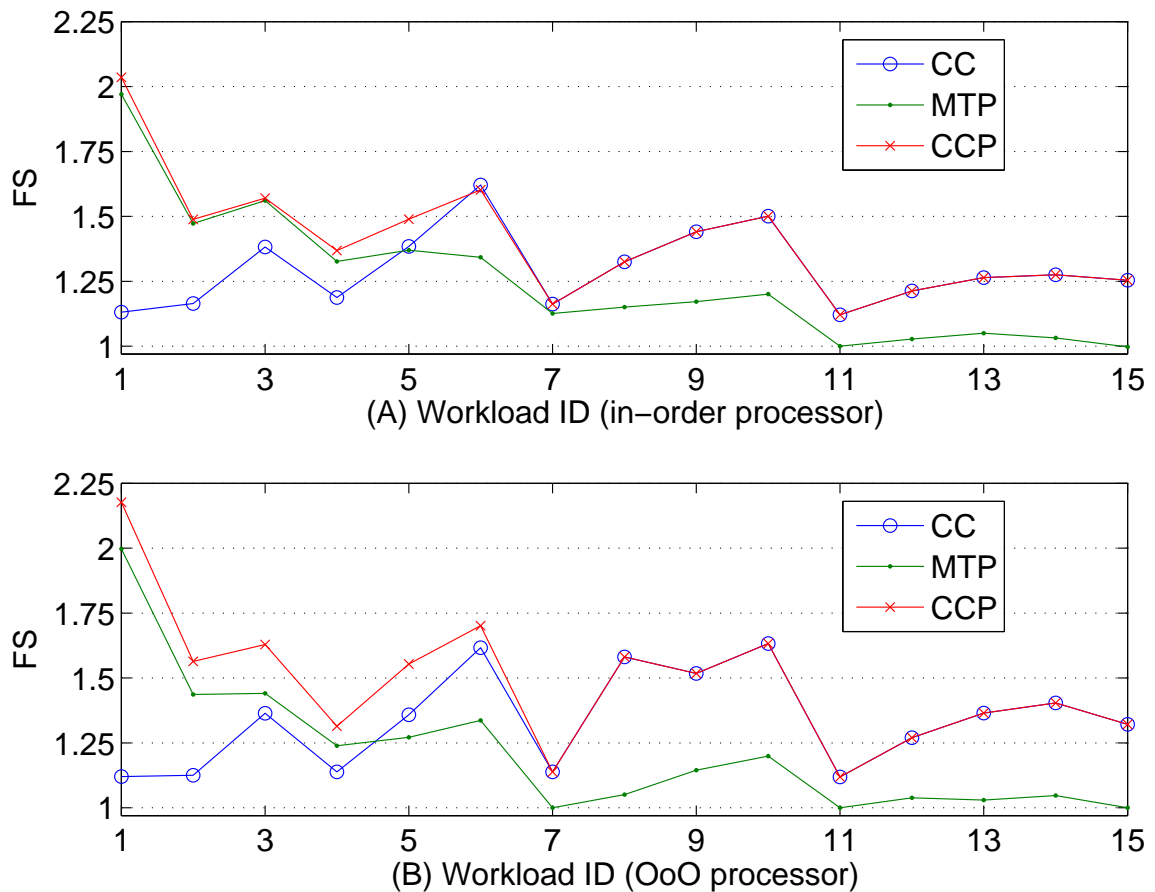 2.25
2
1.75
1.5
1.25
1
FS
CC
MTP
CCP
1 3 5 7 9 11 13 15
(A) Workload ID (in−order processor)
2.25
2
1.75
1.5
1.25
1
FS
CC
MTP
CCP
1 3 5 7 9 11 13 15
(B) Workload ID (OoO processor)